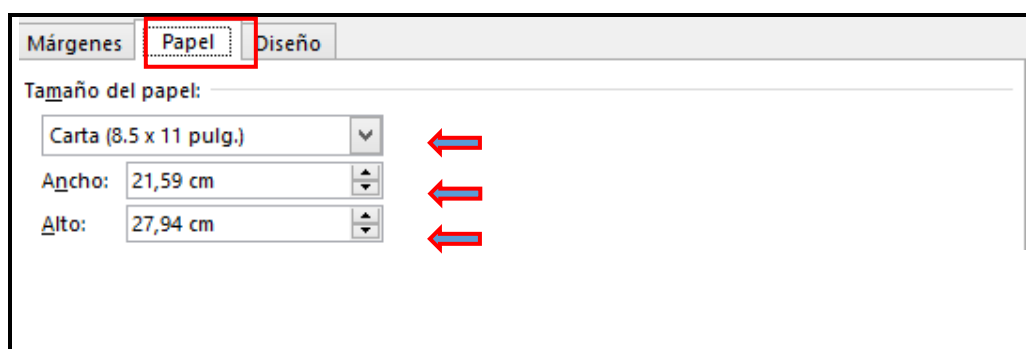 Márgenes Papel Diseño
Tamaño del papel:
Carta (8.5 x 11 pulg.)
Ancho: 21,59 cm
Alto: 27,94 cm